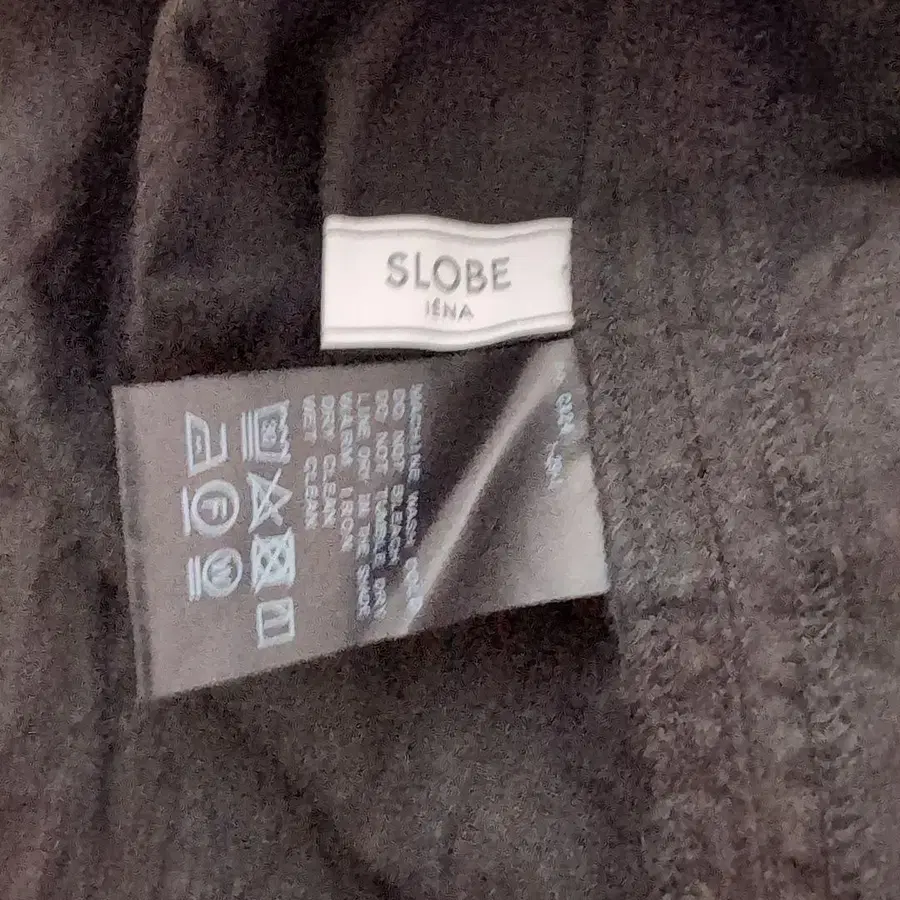 SLOBE
IÉNA
MACHINE WASH COLD
DO NOT BLEACH
DO NOT TUMBLE DRY
LINE DRY IN THE SHADE
WARM IRON
DRY CLEAN
WET CLEAN
F
W